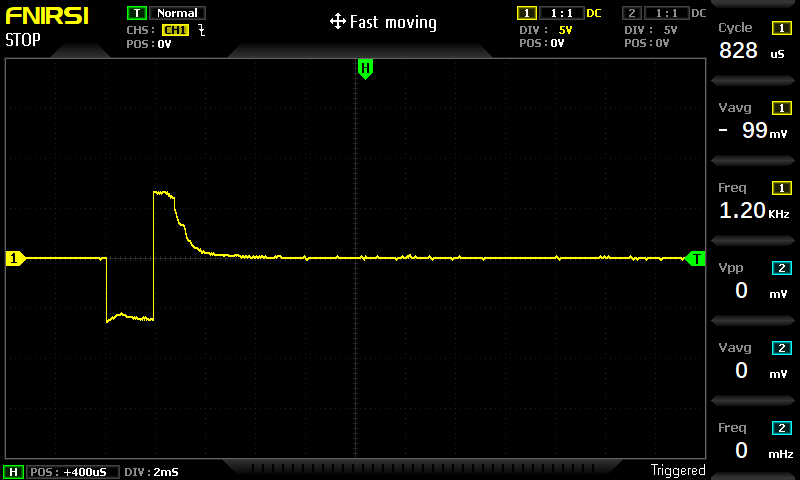 FNIRSI
STOP
T Normal
CHS: CH1
POS: 0V
Fast moving
1 1:1 DC
DIV: 5V
POS: 0V
2 1:1 DC
DIV: 5V
POS: 0V
H
1
T
Cycle 1
828 uS
Vavg 1
- 99 mV
Freq 1
1.20 KHz
Vpp 2
0 mV
Vavg 2
0 mV
Freq 2
0 mHz
H POS: +400uS DIV: 2mS
Triggered